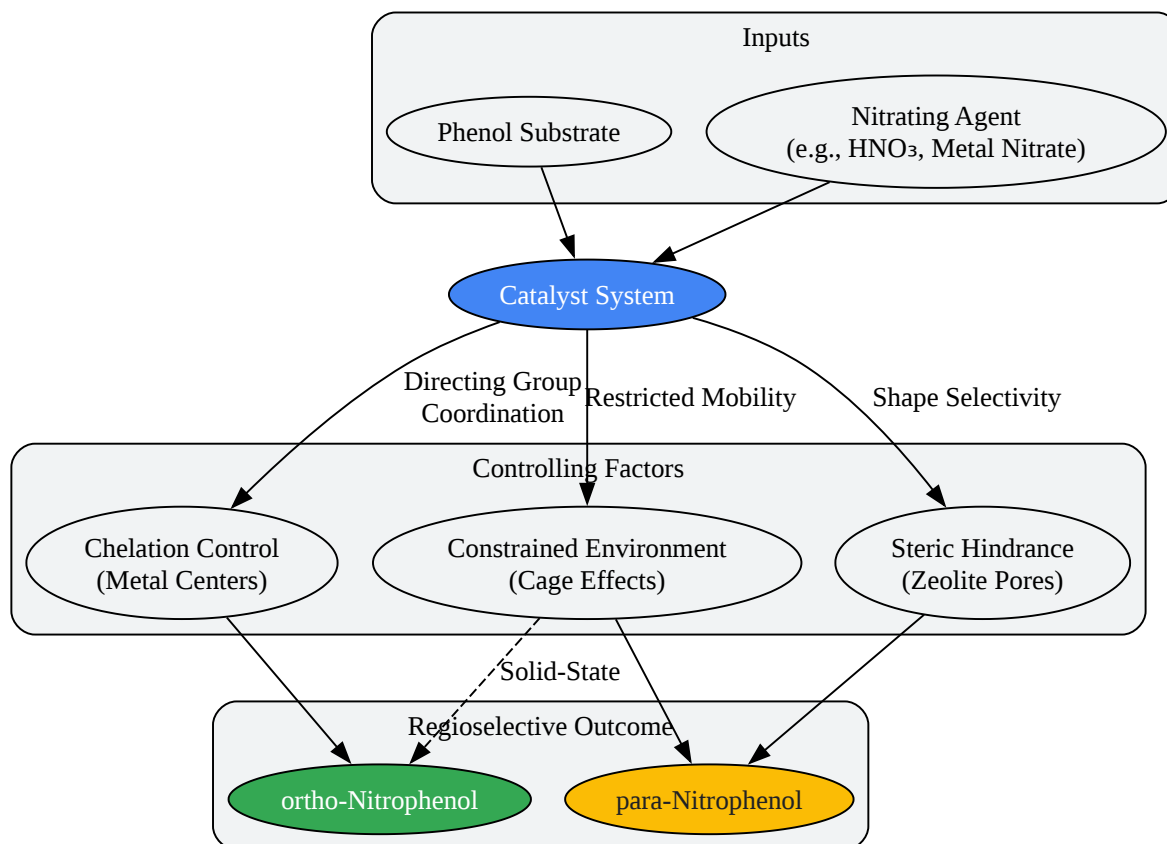 Inputs
Phenol Substrate
Nitrating Agent
(e.g., HNO₃, Metal Nitrate)
Catalyst System
Directing Group
Coordination
Restricted Mobility
Shape Selectivity
Controlling Factors
Chelation Control
(Metal Centers)
Constrained Environment
(Cage Effects)
Steric Hindrance
(Zeolite Pores)
Solid-State
Regioselective Outcome
ortho-Nitrophenol
para-Nitrophenol